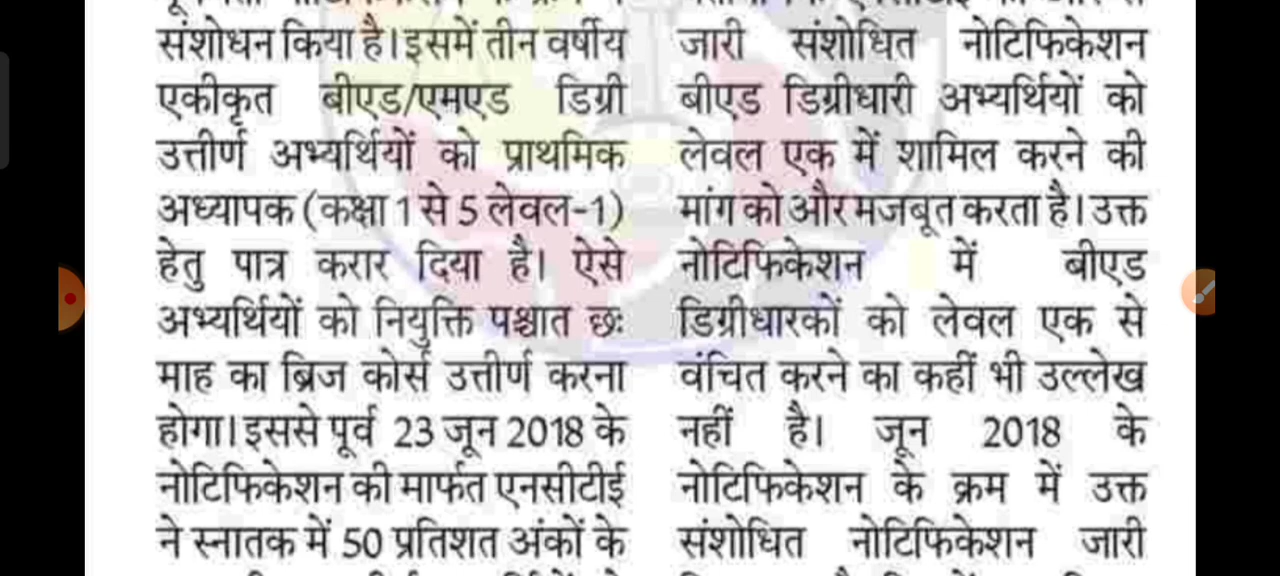 संशोधन किया है। इसमें तीन वर्षीय
एकीकृत बीएड/एमएड डिग्री
उत्तीर्ण अभ्यर्थियों को प्राथमिक
अध्यापक (कक्षा 1 से 5 लेवल-1)
हेतु पात्र करार दिया है। ऐसे
अभ्यर्थियों को नियुक्ति पश्चात छः
माह का ब्रिज कोर्स उत्तीर्ण करना
होगा। इससे पूर्व 23 जून 2018 के
नोटिफिकेशन की मार्फत एनसीटीई
ने स्नातक में 50 प्रतिशत अंकों के
जारी संशोधित नोटिफिकेशन
बीएड डिग्रीधारी अभ्यर्थियों को
लेवल एक में शामिल करने की
मांग को और मजबूत करता है। उक्त
नोटिफिकेशन में बीएड
डिग्रीधारकों को लेवल एक से
वंचित करने का कहीं भी उल्लेख
नहीं है। जून 2018 के
नोटिफिकेशन के क्रम में उक्त
संशोधित नोटिफिकेशन जारी